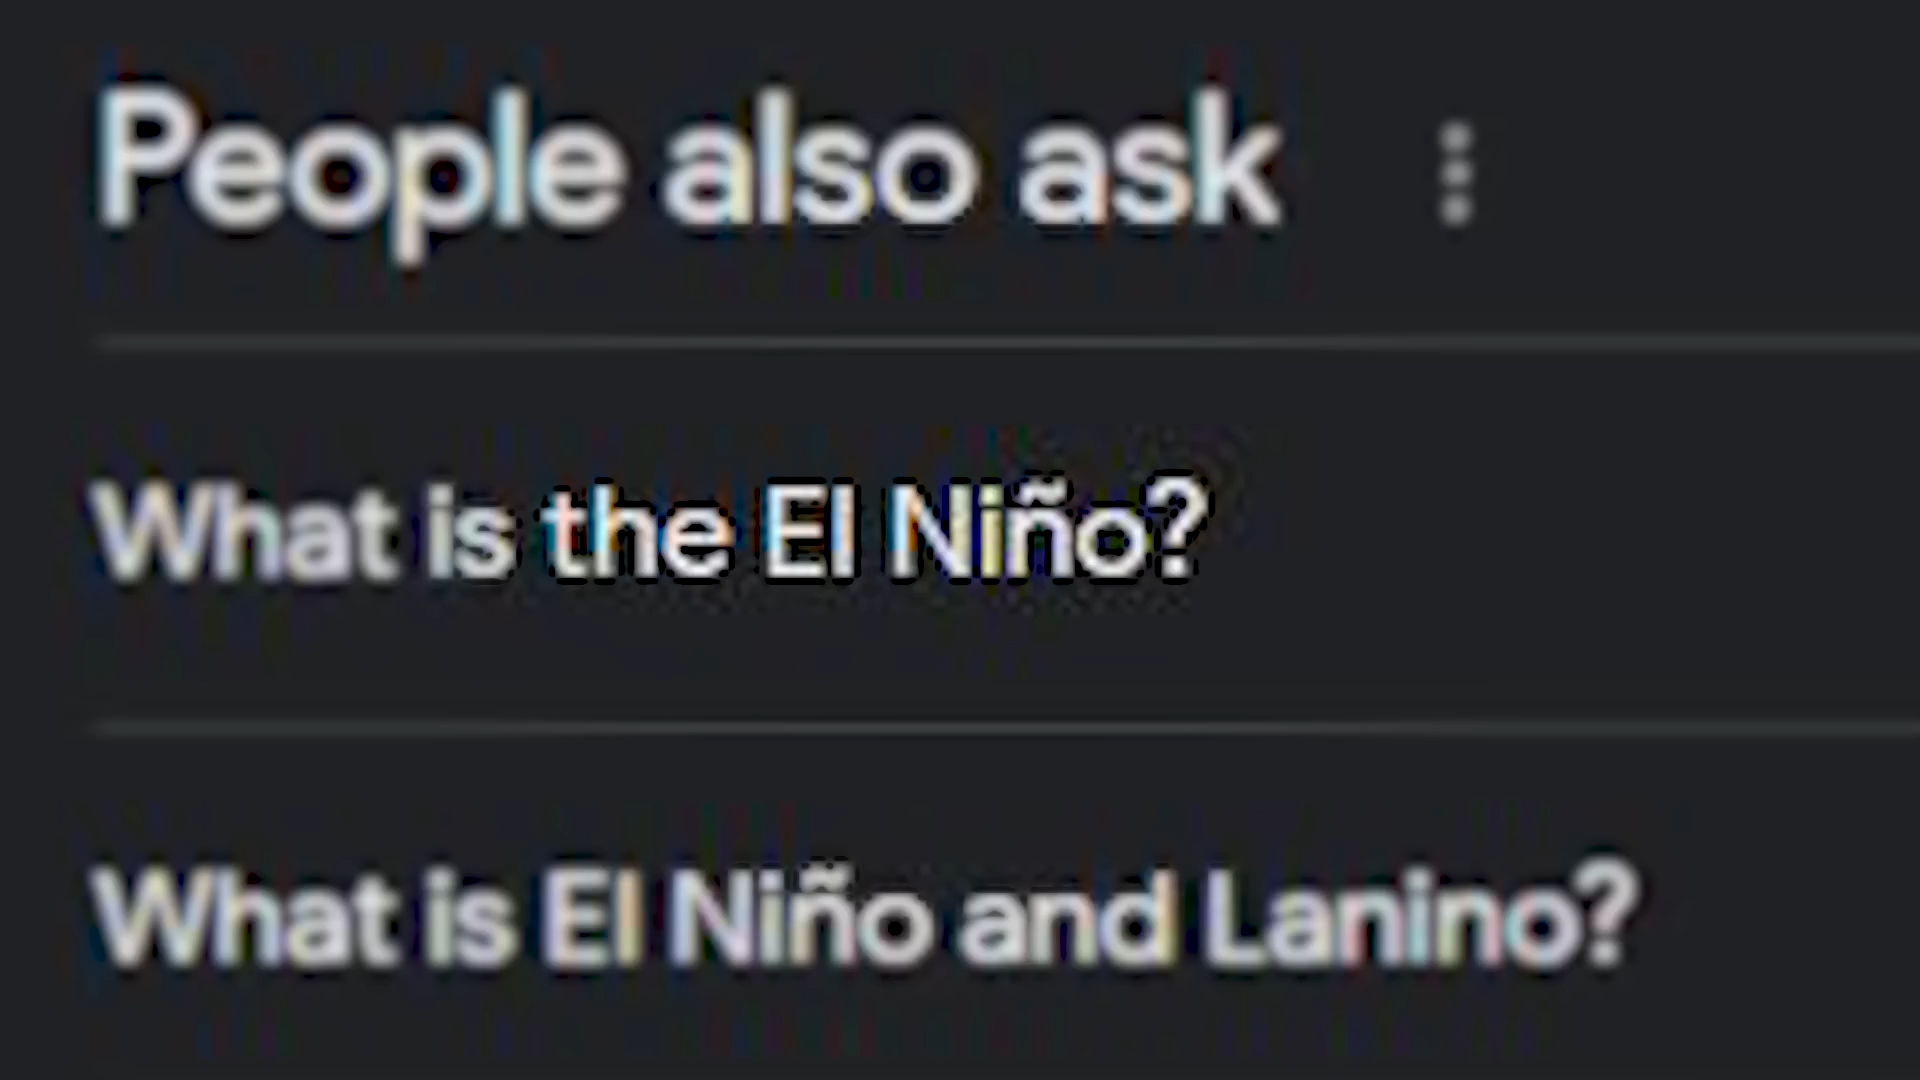 People also ask
What is the El Niño?
What is El Niño and Lanino?